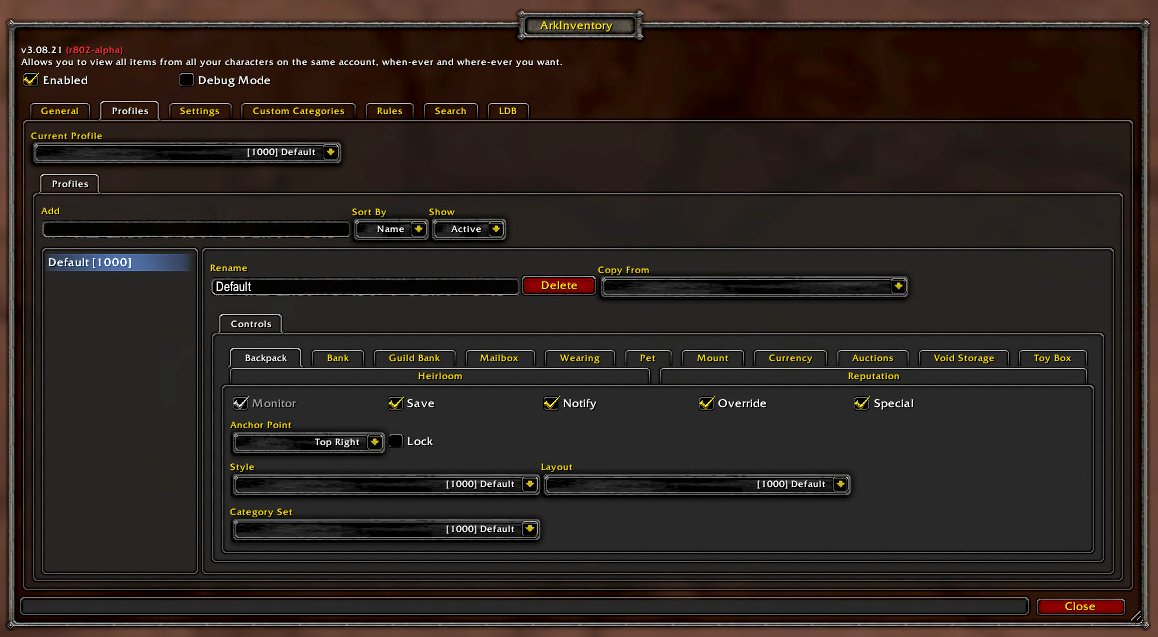 ArkInventory
v3.08.21 (r802-alpha)
Allows you to view all items from all your characters on the same account, when-ever and where-ever you want.
Enabled Debug Mode
General Profiles Settings Custom Categories Rules Search LDB
Current Profile
[1000] Default
Profiles
Add Sort By Show
Name Active
Default [1000]
Rename Copy From
Default Delete
Controls
Backpack Bank Guild Bank Mailbox Wearing Pet Mount Currency Auctions Void Storage Toy Box
Heirloom Reputation
Monitor Save Notify Override Special
Anchor Point
Top Right Lock
Style Layout
[1000] Default [1000] Default
Category Set
[1000] Default
Close